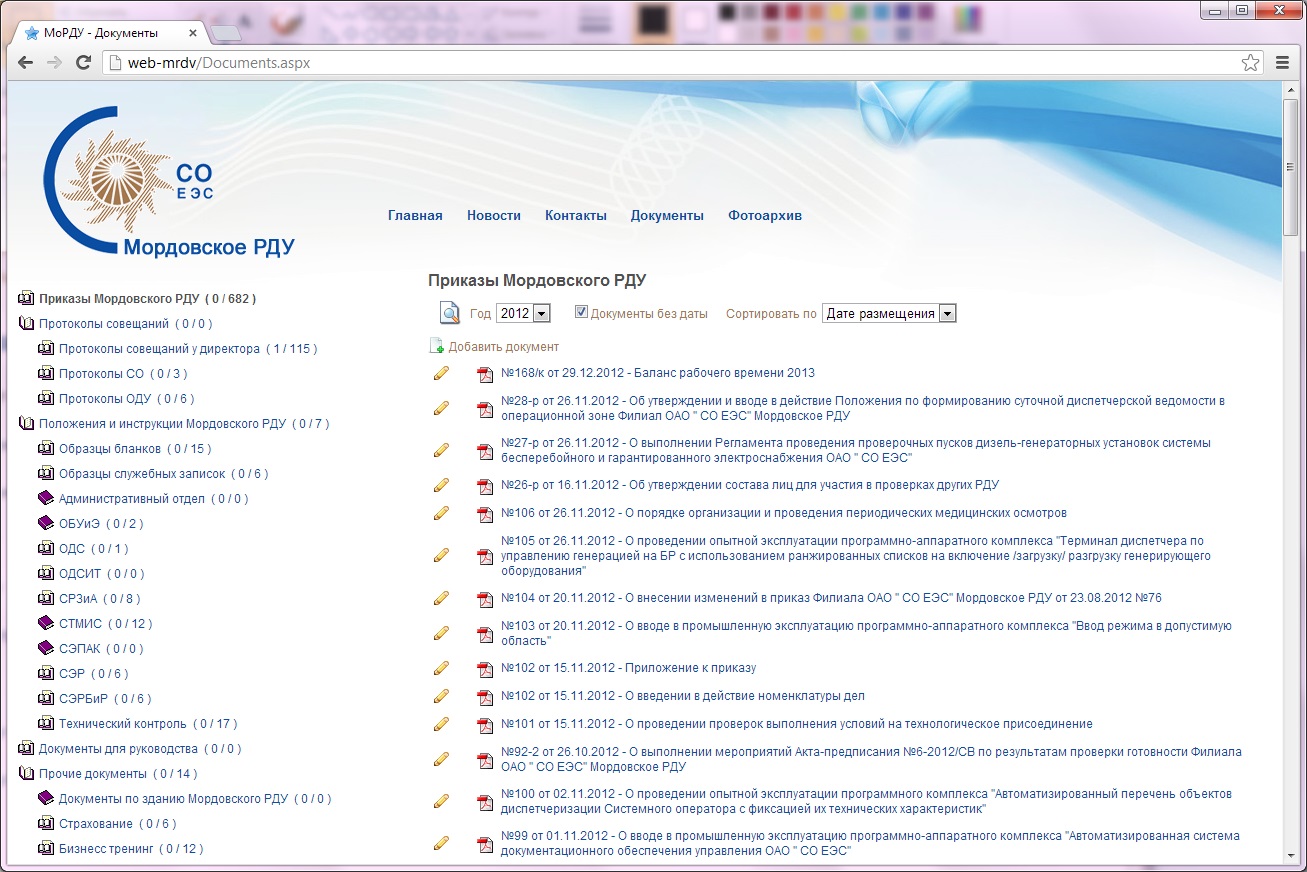 МоРДУ - Документы
web-mrdv/Documents.aspx
СО
ЕЭС
Мордовское РДУ
Главная Новости Контакты Документы Фотоархив
Приказы Мордовского РДУ ( 0 / 682 )
Протоколы совещаний ( 0 / 0 )
Протоколы совещаний у директора ( 1 / 115 )
Протоколы СО ( 0 / 3 )
Протоколы ОДУ ( 0 / 6 )
Положения и инструкции Мордовского РДУ ( 0 / 7 )
Образцы бланков ( 0 / 15 )
Образцы служебных записок ( 0 / 6 )
Административный отдел ( 0 / 0 )
ОБУиЭ ( 0 / 2 )
ОДС ( 0 / 1 )
ОДСИТ ( 0 / 0 )
СРЗиА ( 0 / 8 )
СТМИС ( 0 / 12 )
СЭПАК ( 0 / 0 )
СЭР ( 0 / 6 )
СЭРБиР ( 0 / 6 )
Технический контроль ( 0 / 17 )
Документы для руководства ( 0 / 0 )
Прочие документы ( 0 / 14 )
Документы по зданию Мордовского РДУ ( 0 / 0 )
Страхование ( 0 / 6 )
Бизнесс тренинг ( 0 / 12 )
Приказы Мордовского РДУ
Год 2012 Документы без даты Сортировать по Дате размещения
Добавить документ
№168/к от 29.12.2012 - Баланс рабочего времени 2013
№28-р от 26.11.2012 - Об утверждении и вводе в действие Положения по формированию суточной диспетчерской ведомости в
операционной зоне Филиал ОАО " СО ЕЭС" Мордовское РДУ
№27-р от 26.11.2012 - О выполнении Регламента проведения проверочных пусков дизель-генераторных установок системы
бесперебойного и гарантированного электроснабжения ОАО " СО ЕЭС"
№26-р от 16.11.2012 - Об утверждении состава лиц для участия в проверках других РДУ
№106 от 26.11.2012 - О порядке организации и проведения периодических медицинских осмотров
№105 от 26.11.2012 - О проведении опытной эксплуатации программно-аппаратного комплекса "Терминал диспетчера по
управлению генерацией на БР с использованием ранжированных списков на включение /загрузку/ разгрузку генерирующего
оборудования"
№104 от 20.11.2012 - О внесении изменений в приказ Филиала ОАО " СО ЕЭС" Мордовское РДУ от 23.08.2012 №76
№103 от 20.11.2012 - О вводе в промышленную эксплуатацию программно-аппаратного комплекса "Ввод режима в допустимую
область"
№102 от 15.11.2012 - Приложение к приказу
№102 от 15.11.2012 - О введении в действие номенклатуры дел
№101 от 15.11.2012 - О проведении проверок выполнения условий на технологическое присоединение
№92-2 от 26.10.2012 - О выполнении мероприятий Акта-предписания №6-2012/СВ по результатам проверки готовности Филиала
ОАО " СО ЕЭС" Мордовское РДУ
№100 от 02.11.2012 - О проведении опытной эксплуатации программного комплекса "Автоматизированный перечень объектов
диспетчеризации Системного оператора с фиксацией их технических характеристик"
№99 от 01.11.2012 - О вводе в промышленную эксплуатацию программно-аппаратного комплекса "Автоматизированная система
документационного обеспечения управления ОАО " СО ЕЭС"